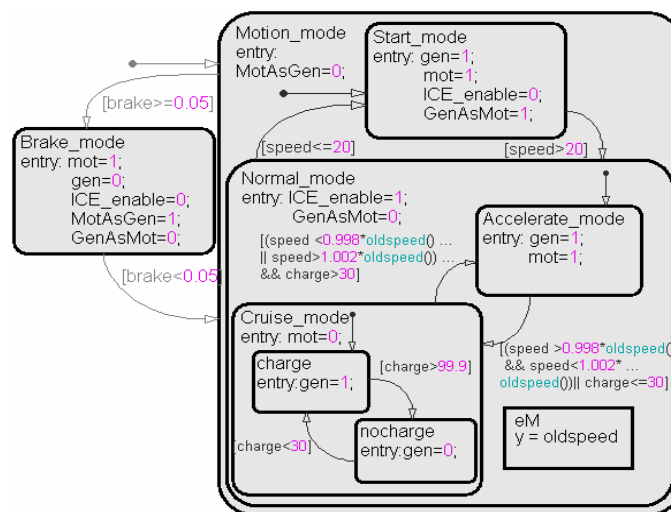 Motion_mode
entry:
MotAsGen=0;
Start_mode
entry: gen=1;
mot=1;
ICE_enable=0;
GenAsMot=1;
[brake>=0.05]
[speed<=20]
[speed>20]
Brake_mode
entry: mot=1;
gen=0;
ICE_enable=0;
MotAsGen=1;
GenAsMot=0;
[brake<0.05]
Normal_mode
entry: ICE_enable=1;
GenAsMot=0;
[(speed <0.998*oldspeed() ...
|| speed>1.002*oldspeed()) ...
&& charge>30]
Accelerate_mode
entry: gen=1;
mot=1;
Cruise_mode
entry: mot=0;
charge
entry:gen=1;
[charge>99.9]
[charge<30]
nocharge
entry:gen=0;
[(speed >0.998*oldspeed()
&& speed<1.002* ...
oldspeed())|| charge<=30]
eM
y = oldspeed